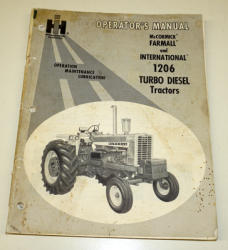 IH
OPERATOR'S MANUAL
McCORMICK
FARMALL
and
INTERNATIONAL
1206
TURBO DIESEL
Tractors
OPERATION
MAINTENANCE
LUBRICATION